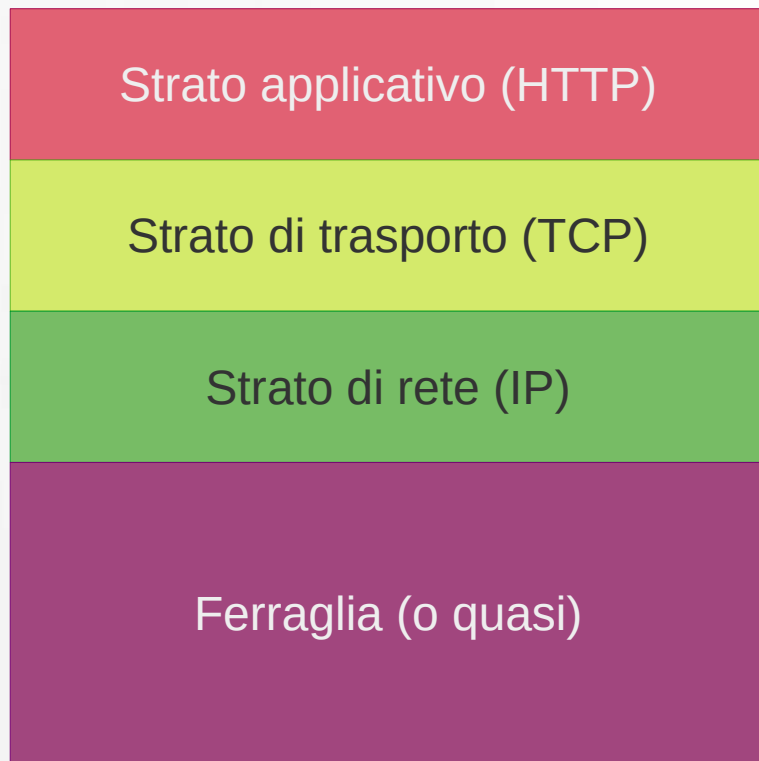 Strato applicativo (HTTP)
Strato di trasporto (TCP)
Strato di rete (IP)
Ferraglia (o quasi)